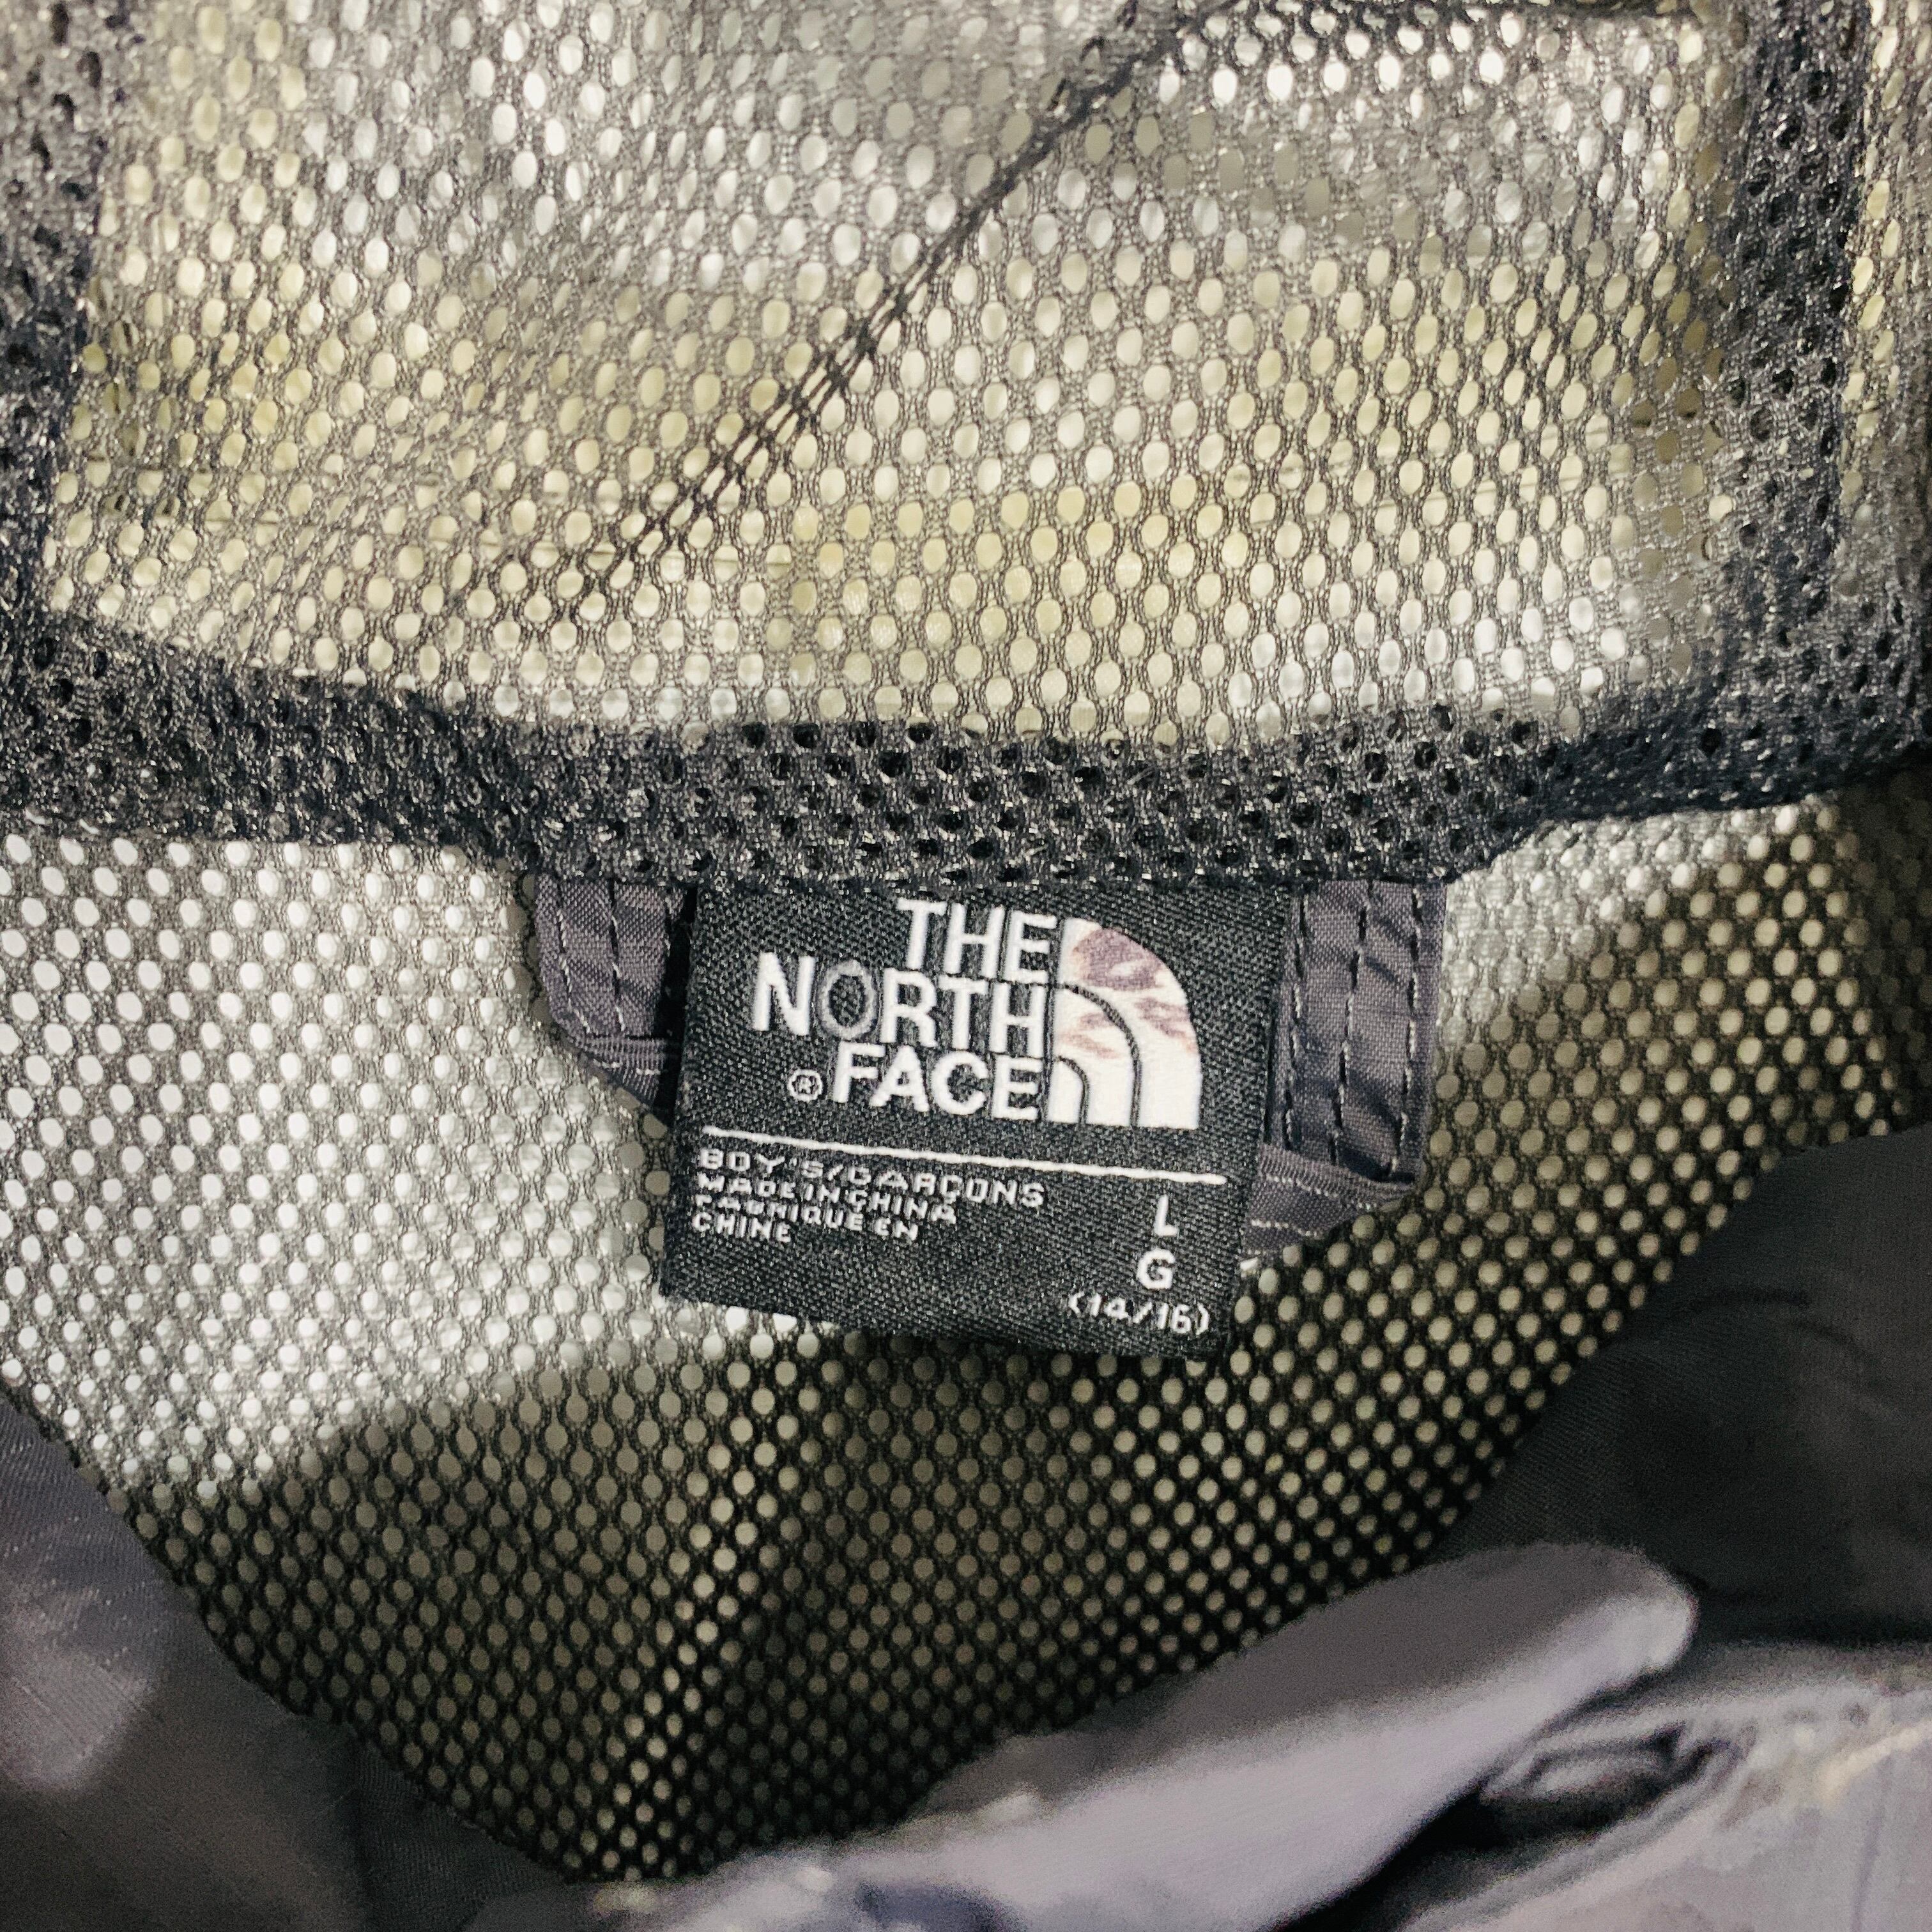 THE
NORTH
®FACE
BOY'S/GARÇONS
MADE IN CHINA
FABRIQUÉ EN
CHINE
L
G
(14/16)